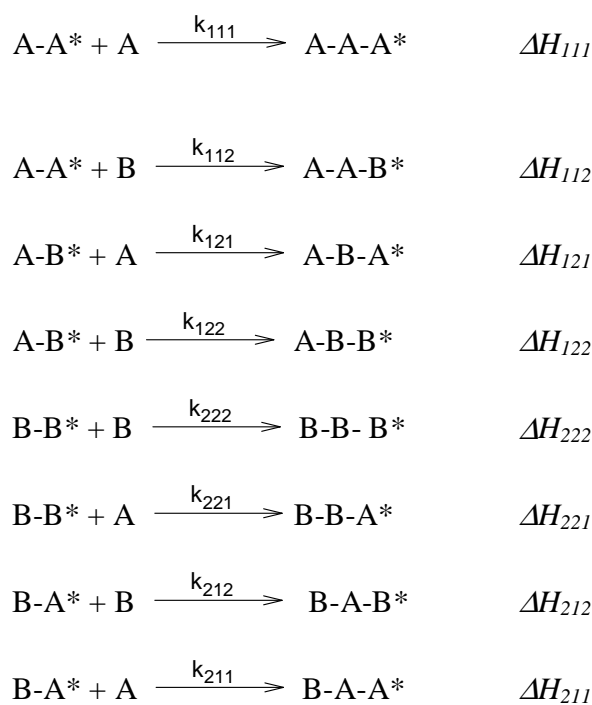 A-A* + A k₁₁₁ A-A-A* ΔH₁₁₁
A-A* + B k₁₁₂ A-A-B* ΔH₁₁₂
A-B* + A k₁₂₁ A-B-A* ΔH₁₂₁
A-B* + B k₁₂₂ A-B-B* ΔH₁₂₂
B-B* + B k₂₂₂ B-B- B* ΔH₂₂₂
B-B* + A k₂₂₁ B-B-A* ΔH₂₂₁
B-A* + B k₂₁₂ B-A-B* ΔH₂₁₂
B-A* + A k₂₁₁ B-A-A* ΔH₂₁₁